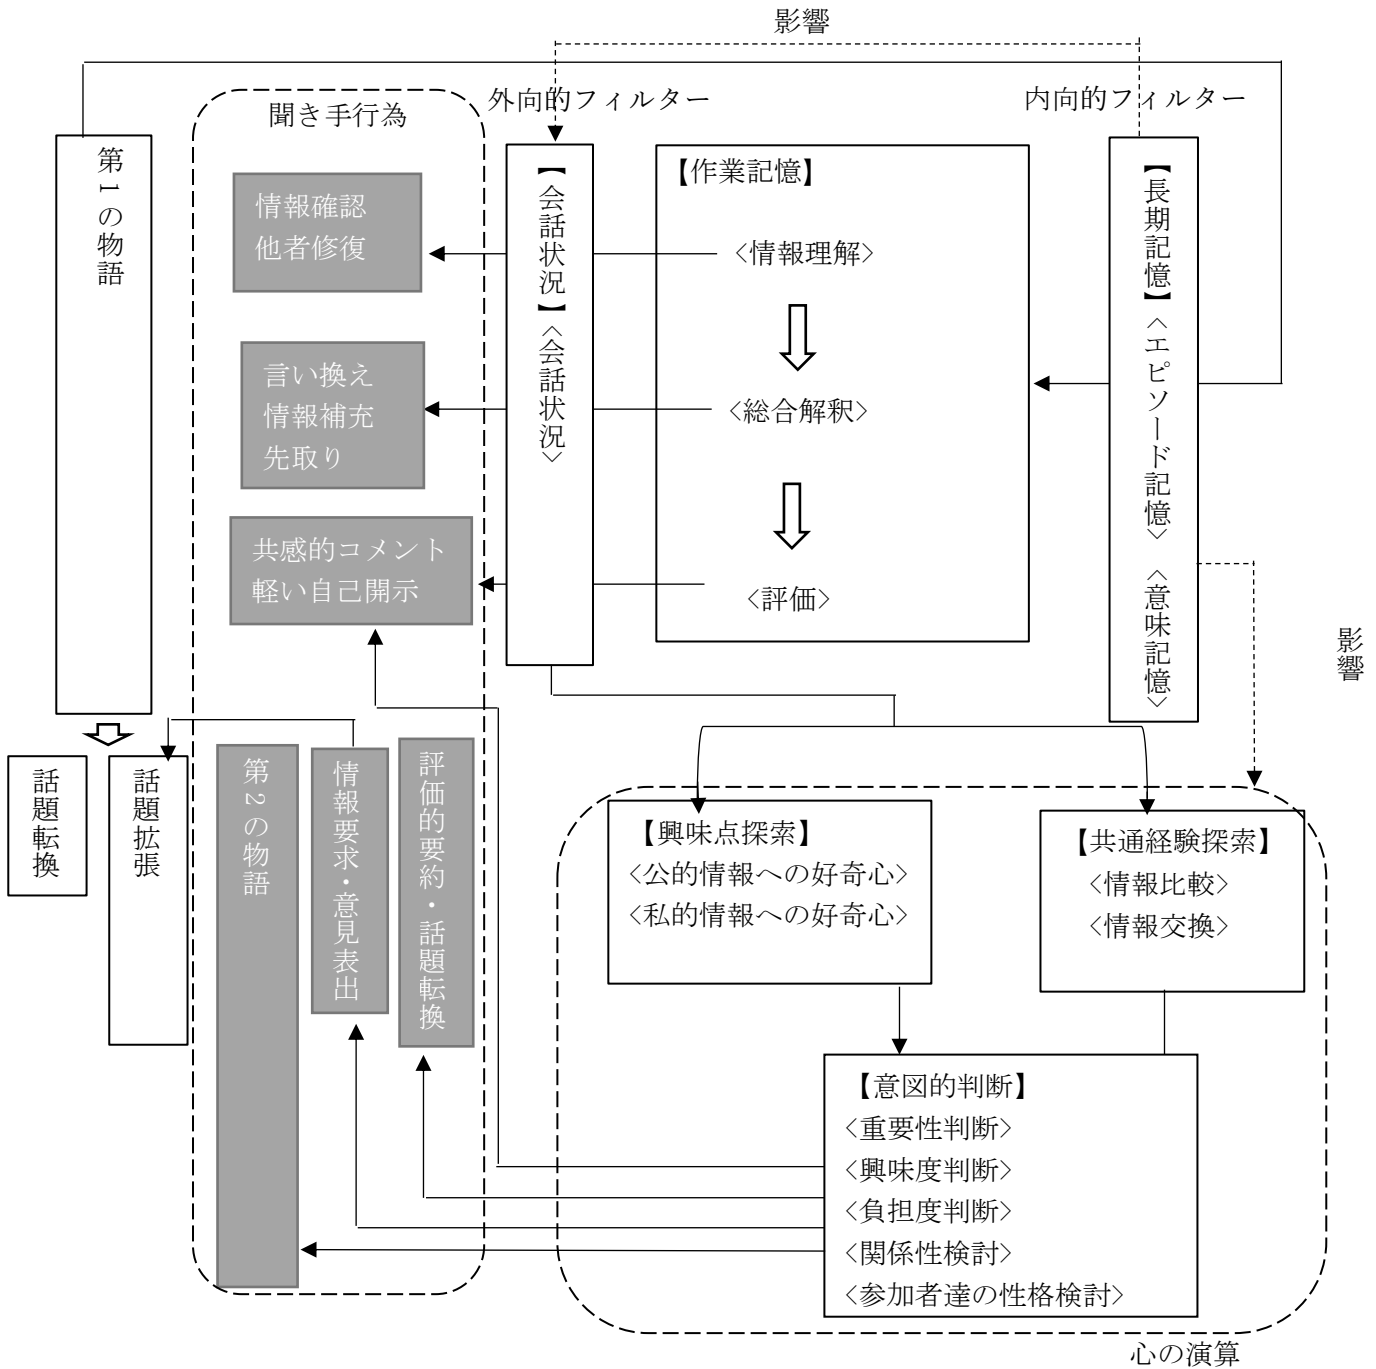 影響
外向的フィルター
内向的フィルター
聞き手行為
第1の物語
情報確認
他者修復
言い換え
情報補充
先取り
共感的コメント
軽い自己開示
【会話状況】<会話状況>
【作業記憶】
<情報理解>
<総合解釈>
<評価>
【長期記憶】<エピソード記憶> <意味記憶>
影響
話題転換
話題拡張
第2の物語
情報要求・意見表出
評価的要約・話題転換
【興味点探索】
<公的情報への好奇心>
<私的情報への好奇心>
【共通経験探索】
<情報比較>
<情報交換>
【意図的判断】
<重要性判断>
<興味度判断>
<負担度判断>
<関係性検討>
<参加者達の性格検討>
心の演算